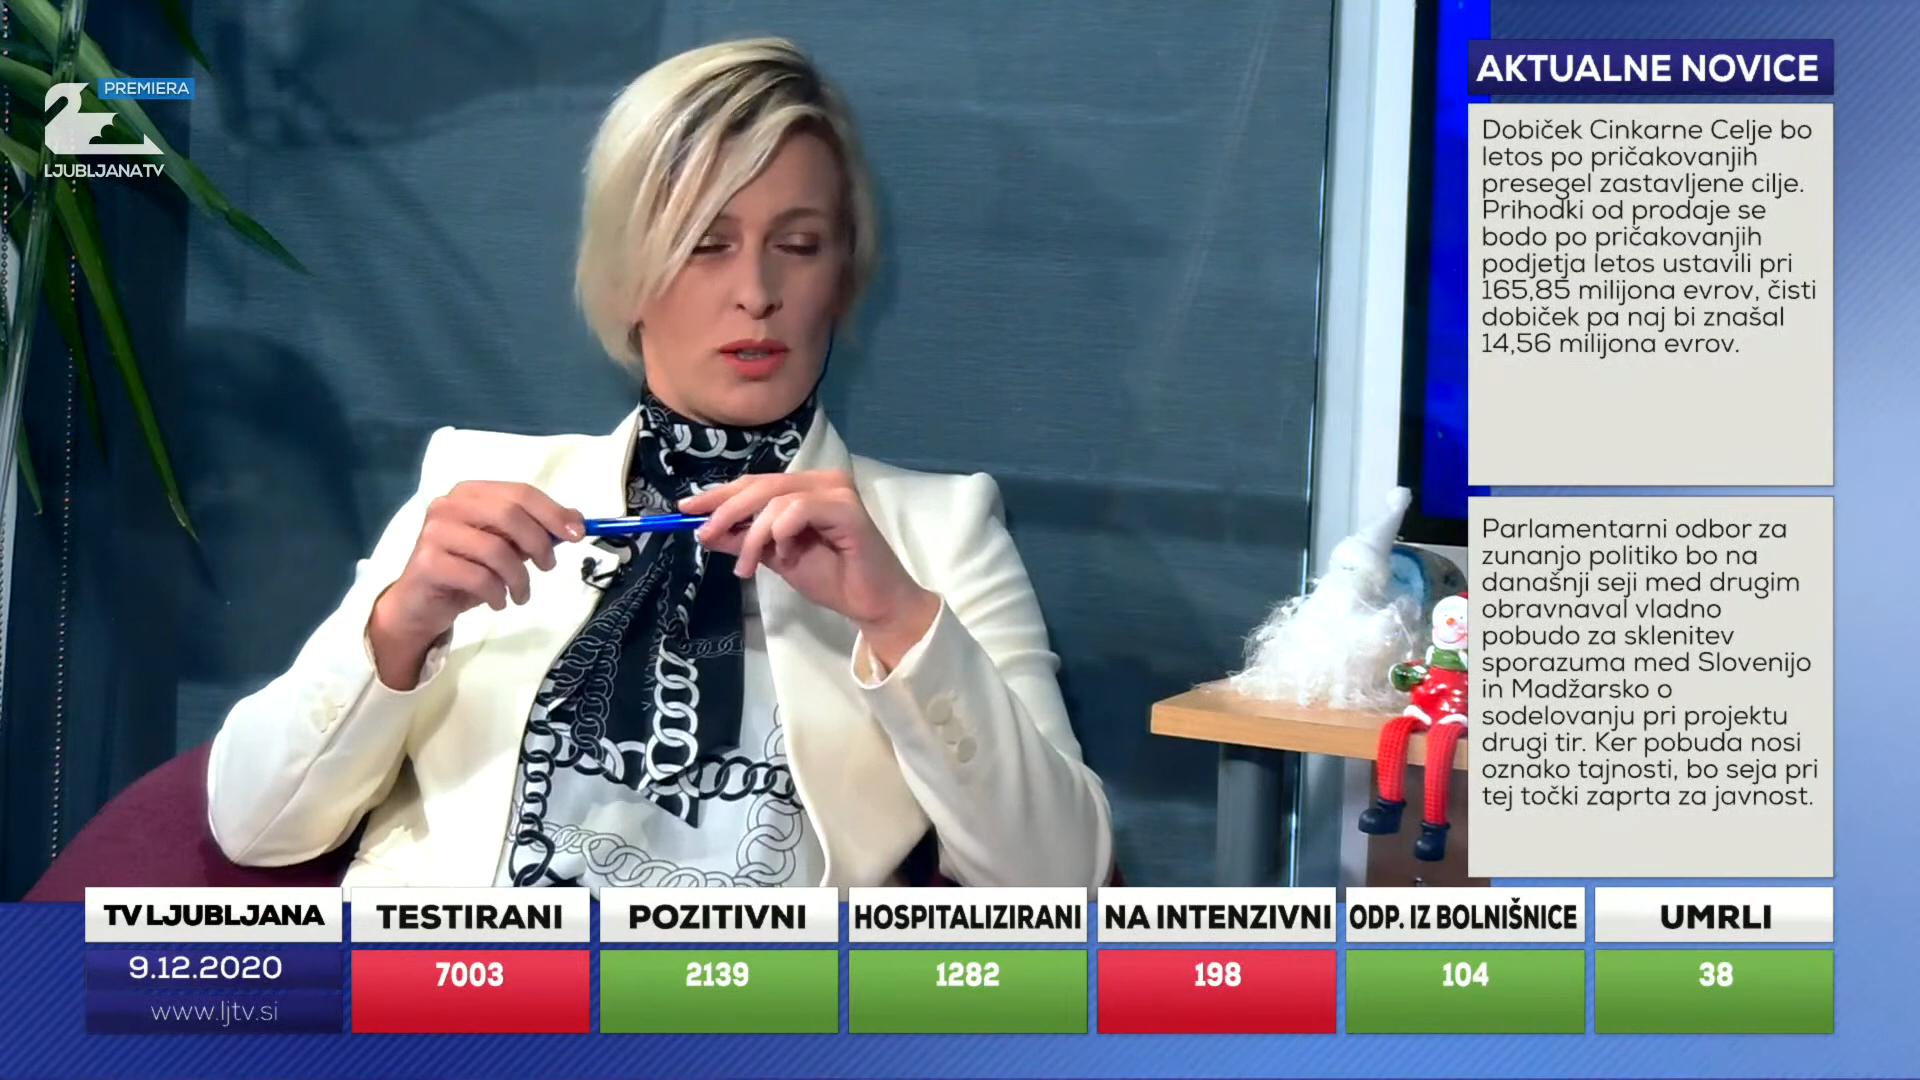 PREMIERA
LJUBLJANATV
AKTUALNE NOVICE
Dobiček Cinkarne Celje bo
letos po pričakovanjih
presegel zastavljene cilje.
Prihodki od prodaje se
bodo po pričakovanjih
podjetja letos ustavili pri
165,85 milijona evrov, čisti
dobiček pa naj bi znašal
14,56 milijona evrov.
Parlamentarni odbor za
zunanjo politiko bo na
današnji seji med drugim
obravnaval vladno
pobudo za sklenitev
sporazuma med Slovenijo
in Madžarsko o
sodelovanju pri projektu
drugi tir. Ker pobuda nosi
oznako tajnosti, bo seja pri
tej točki zaprta za javnost.
TV LJUBLJANA
9.12.2020
www.ljtv.si
TESTIRANI
7003
POZITIVNI
2139
HOSPITALIZIRANI
1282
NA INTENZIVNI
198
ODP. IZ BOLNIŠNICE
104
UMRLI
38